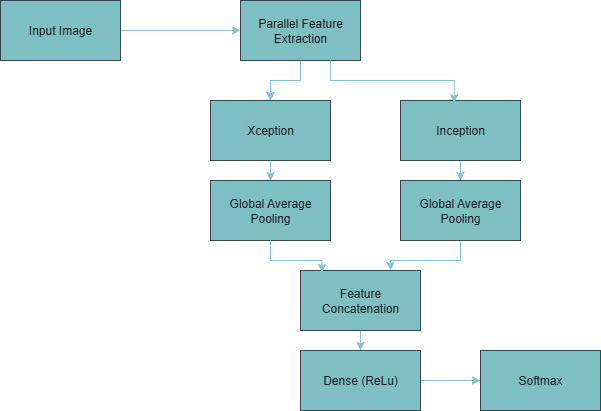 Input Image
Parallel Feature
Extraction
Xception
Inception
Global Average
Pooling
Global Average
Pooling
Feature
Concatenation
Dense (ReLu)
Softmax